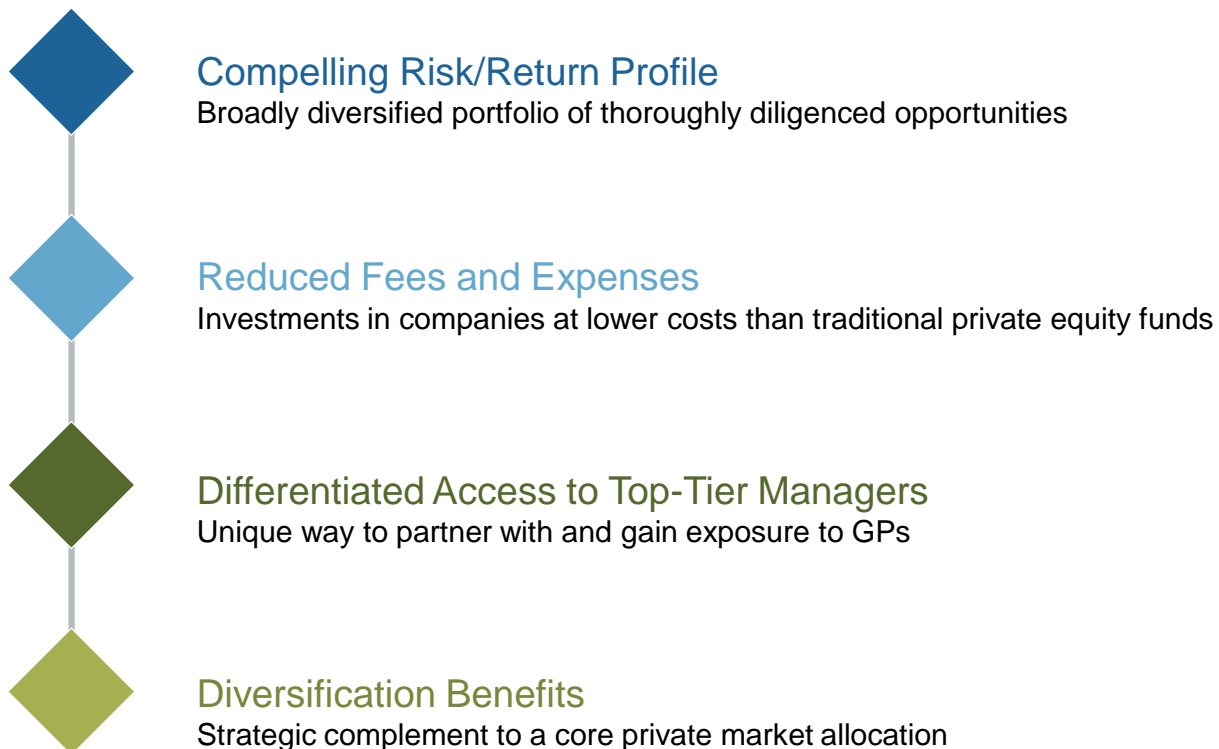 Compelling Risk/Return Profile
Broadly diversified portfolio of thoroughly diligenced opportunities
Reduced Fees and Expenses
Investments in companies at lower costs than traditional private equity funds
Differentiated Access to Top-Tier Managers
Unique way to partner with and gain exposure to GPs
Diversification Benefits
Strategic complement to a core private market allocation